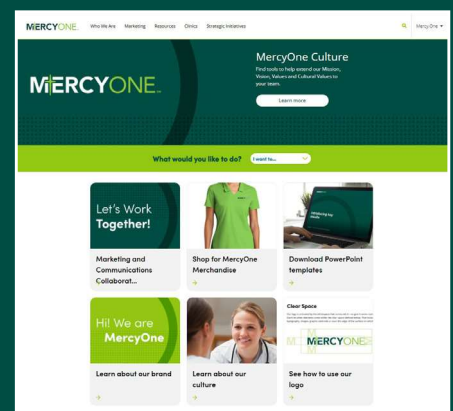 MERCYONE
Who We Are Marketing Resources Clinics Strategic Initiatives
Mercy One
MERCYONE
MercyOne Culture
Find tools to help extend our Mission,
Vision, Values and Cultural Values to
your team.
Learn more
What would you like to do? I want to...
Let's Work
Together!
Marketing and
Communications
Collaborat...
Shop for MercyOne
Merchandise
Download PowerPoint
templates
Hi! We are
MercyOne
Learn about our brand
Learn about our
culture
Clear Space
MERCYONE
See how to use our
logo